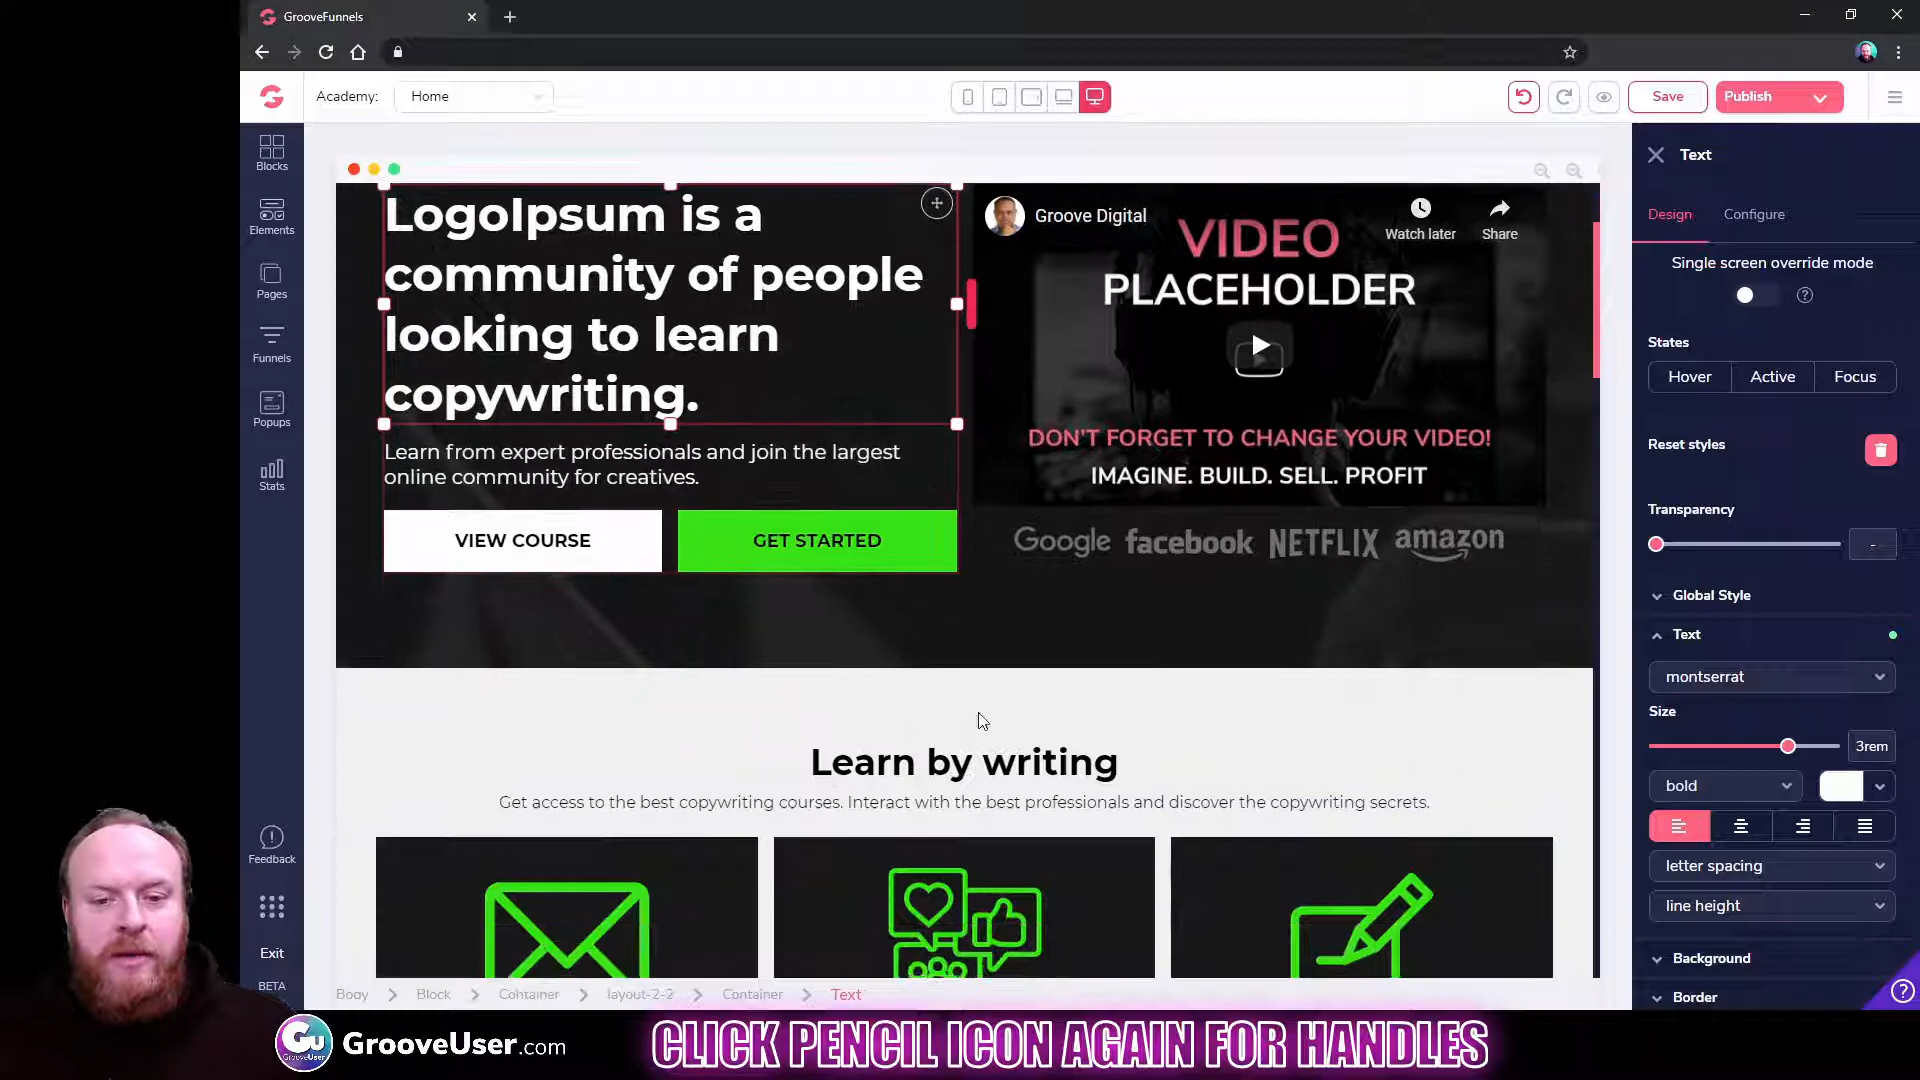 GrooveFunnels
Academy:
Home
Save
Publish
Blocks
Elements
Pages
Funnels
Popups
Stats
Feedback
Exit
BETA
LogoIpsum is a
community of people
looking to learn
copywriting.
Learn from expert professionals and join the largest
online community for creatives.
VIEW COURSE
GET STARTED
Groove Digital
Watch later
Share
VIDEO
PLACEHOLDER
DON'T FORGET TO CHANGE YOUR VIDEO!
IMAGINE. BUILD. SELL. PROFIT
Google facebook NETFLIX amazon
Learn by writing
Get access to the best copywriting courses. Interact with the best professionals and discover the copywriting secrets.
Body > Block > Container > layout-2-2 > Container > Text
Text
Design
Configure
Single screen override mode
States
Hover
Active
Focus
Reset styles
Transparency
-
Global Style
Text
montserrat
Size
3rem
bold
letter spacing
line height
Background
Border
Gu
GrooveUser
GrooveUser.com
CLICK PENCIL ICON AGAIN FOR HANDLES